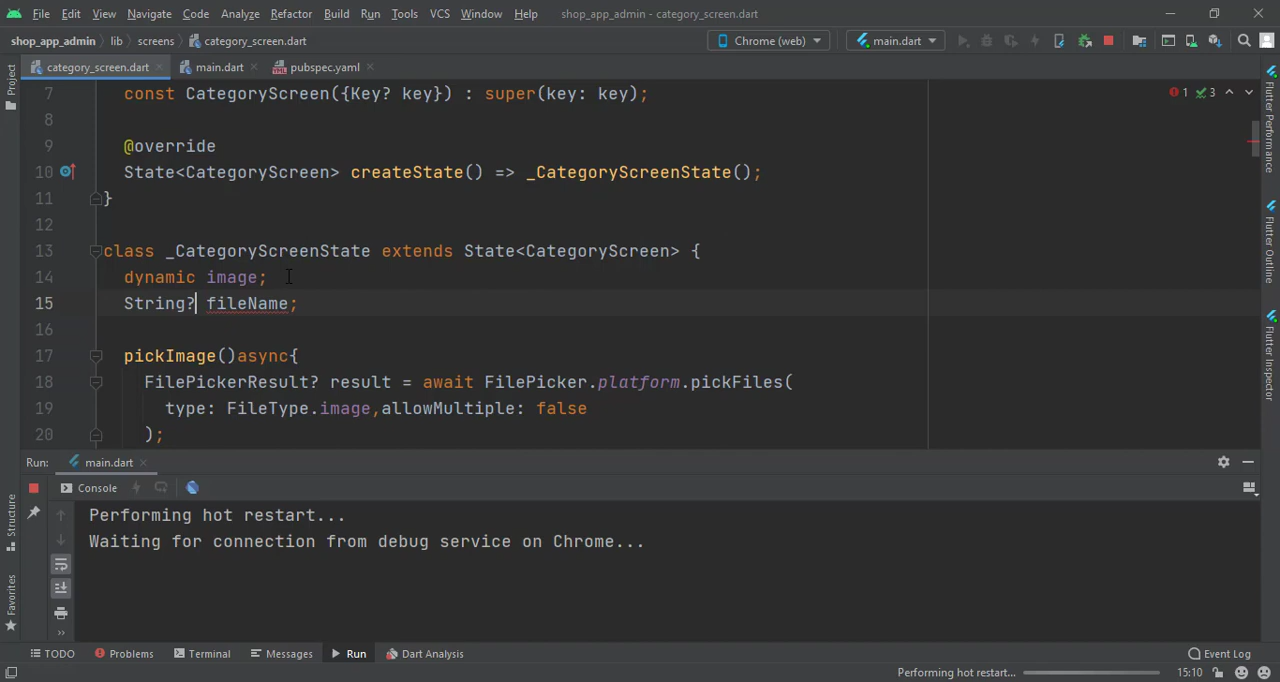 File Edit View Navigate Code Analyze Refactor Build Run Tools VCS Window Help shop_app_admin - category_screen.dart
shop_app_admin lib screens category_screen.dart Chrome (web) main.dart
category_screen.dart main.dart pubspec.yaml
7 const CategoryScreen({Key? key}) : super(key: key); 1 3
8
9 @override
10 State<CategoryScreen> createState() => _CategoryScreenState();
11 }
12
13 class _CategoryScreenState extends State<CategoryScreen> {
14 dynamic image;
15 String? fileName;
16
17 pickImage()async{
18 FilePickerResult? result = await FilePicker.platform.pickFiles(
19 type: FileType.image,allowMultiple: false
20 );
Run: main.dart
Console
Performing hot restart...
Waiting for connection from debug service on Chrome...
TODO Problems Terminal Messages Run Dart Analysis Event Log
Performing hot restart... 15:10
Project
Structure
Favorites
Flutter Performance
Flutter Outline
Flutter Inspector